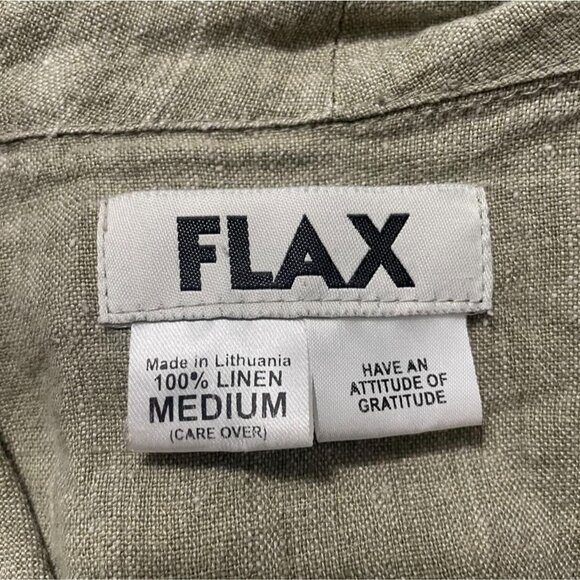 FLAX
Made in Lithuania
100% LINEN
MEDIUM
(CARE OVER)
HAVE AN
ATTITUDE OF
GRATITUDE